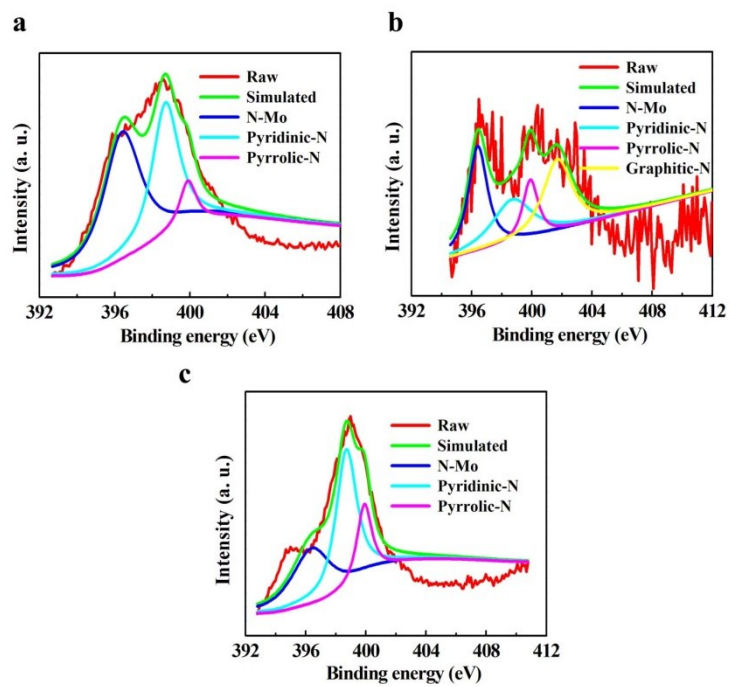 a
Raw
Simulated
N-Mo
Pyridinic-N
Pyrrolic-N
Intensity (a. u.)
392 396 400 404 408
Binding energy (eV)
b
Raw
Simulated
N-Mo
Pyridinic-N
Pyrrolic-N
Graphitic-N
Intensity (a. u.)
392 396 400 404 408 412
Binding energy (eV)
c
Raw
Simulated
N-Mo
Pyridinic-N
Pyrrolic-N
Intensity (a. u.)
392 396 400 404 408 412
Binding energy (eV)